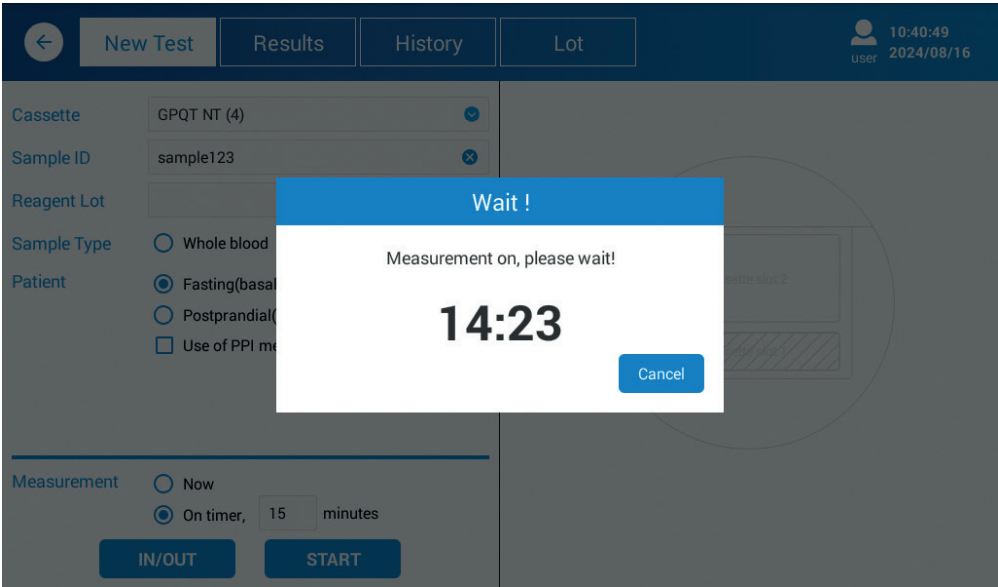 New Test Results History Lot
10:40:49
user 2024/08/16
Cassette GPQT NT (4)
Sample ID sample123
Reagent Lot
Wait !
Sample Type Whole blood
Measurement on, please wait!
Patient Fasting(basal
14:23
Postprandial(
Use of PPI
Cancel
Measurement Now
On timer, 15 minutes
IN/OUT START